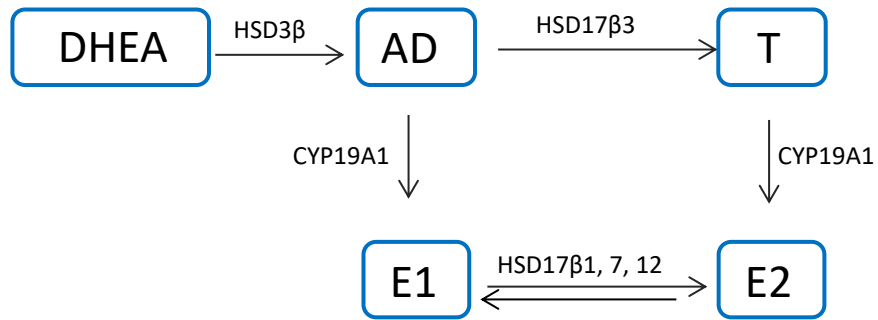 HSD3β
HSD17β3
DHEA
AD
T
CYP19A1
CYP19A1
HSD17β1, 7, 12
E1
E2